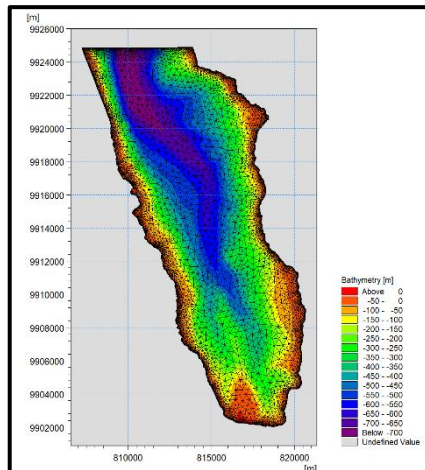 [m]
9926000
9924000
9922000
9920000
9918000
9916000
9914000
9912000
9910000
9908000
9906000
9904000
9902000
810000 815000 820000
[m]
Bathymetry [m]
Above 0
-50 - 0
-100 - -50
-150 - -100
-200 - -150
-250 - -200
-300 - -250
-350 - -300
-400 - -350
-450 - -400
-500 - -450
-550 - -500
-600 - -550
-650 - -600
-700 - -650
Below -700
Undefined Value